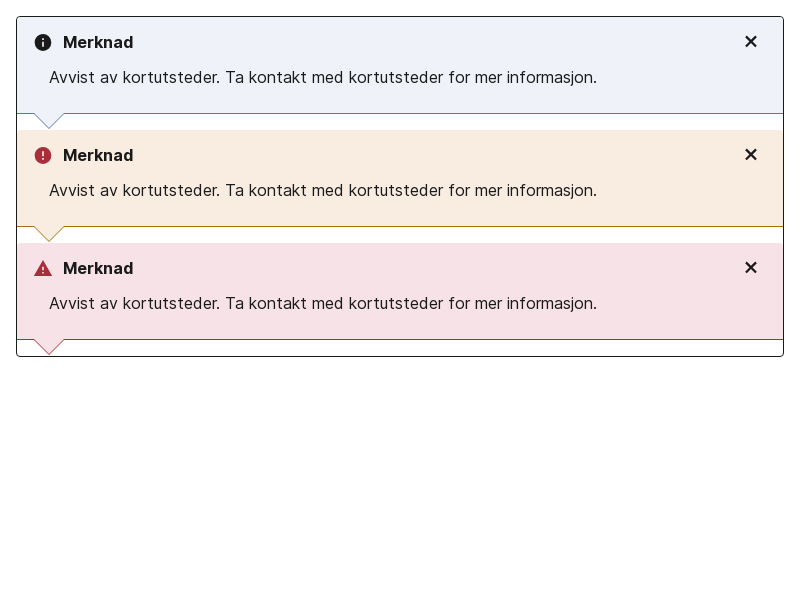 Merknad
Avvist av kortutsteder. Ta kontakt med kortutsteder for mer informasjon.
Merknad
Avvist av kortutsteder. Ta kontakt med kortutsteder for mer informasjon.
Merknad
Avvist av kortutsteder. Ta kontakt med kortutsteder for mer informasjon.